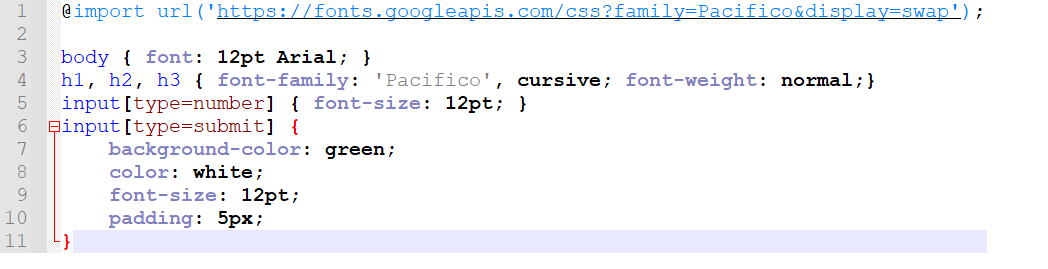 1 @import url('https://fonts.googleapis.com/css?family=Pacifico&display=swap');
2
3 body { font: 12pt Arial; }
4 h1, h2, h3 { font-family: 'Pacifico', cursive; font-weight: normal;}
5 input[type=number] { font-size: 12pt; }
6 input[type=submit] {
7     background-color: green;
8     color: white;
9     font-size: 12pt;
10     padding: 5px;
11 }